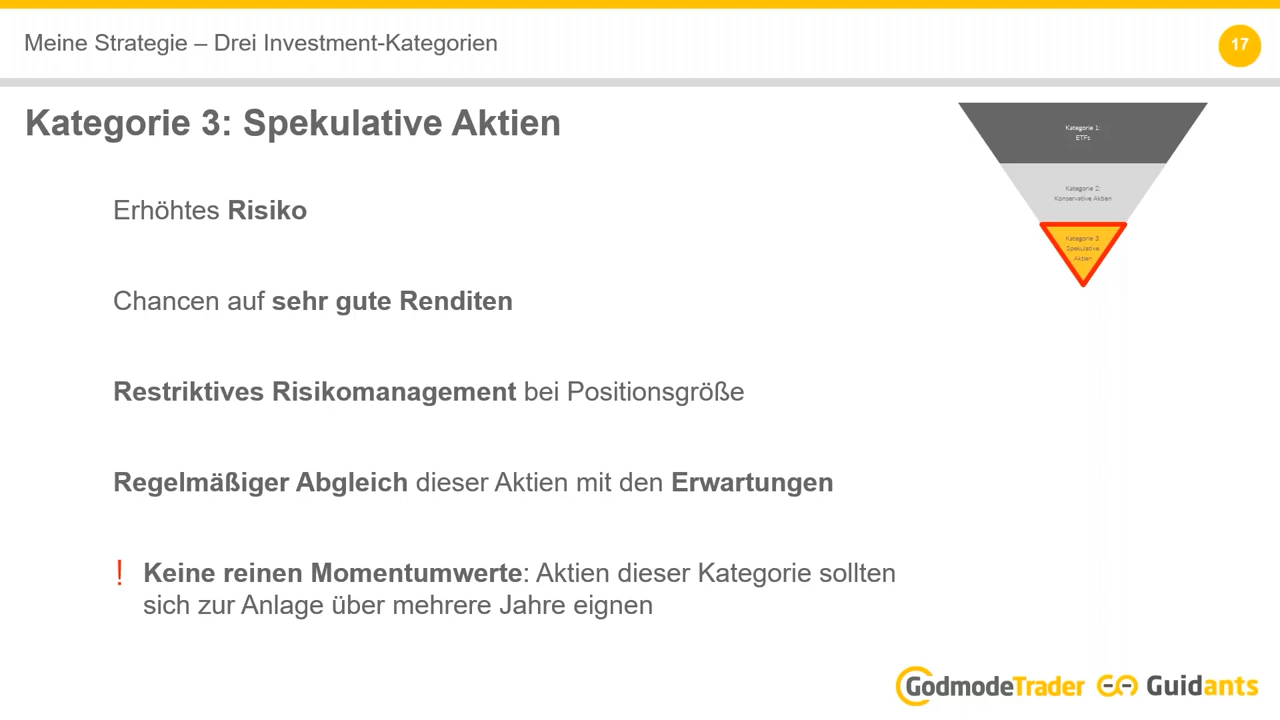 Meine Strategie – Drei Investment-Kategorien
17
Kategorie 3: Spekulative Aktien
Kategorie 1:
ETFs
Kategorie 2:
Konservative Aktien
Kategorie 3
Spekulative
Aktien
Erhöhtes Risiko
Chancen auf sehr gute Renditen
Restriktives Risikomanagement bei Positionsgröße
Regelmäßiger Abgleich dieser Aktien mit den Erwartungen
! Keine reinen Momentumwerte: Aktien dieser Kategorie sollten
sich zur Anlage über mehrere Jahre eignen
GodmodeTrader Guidants